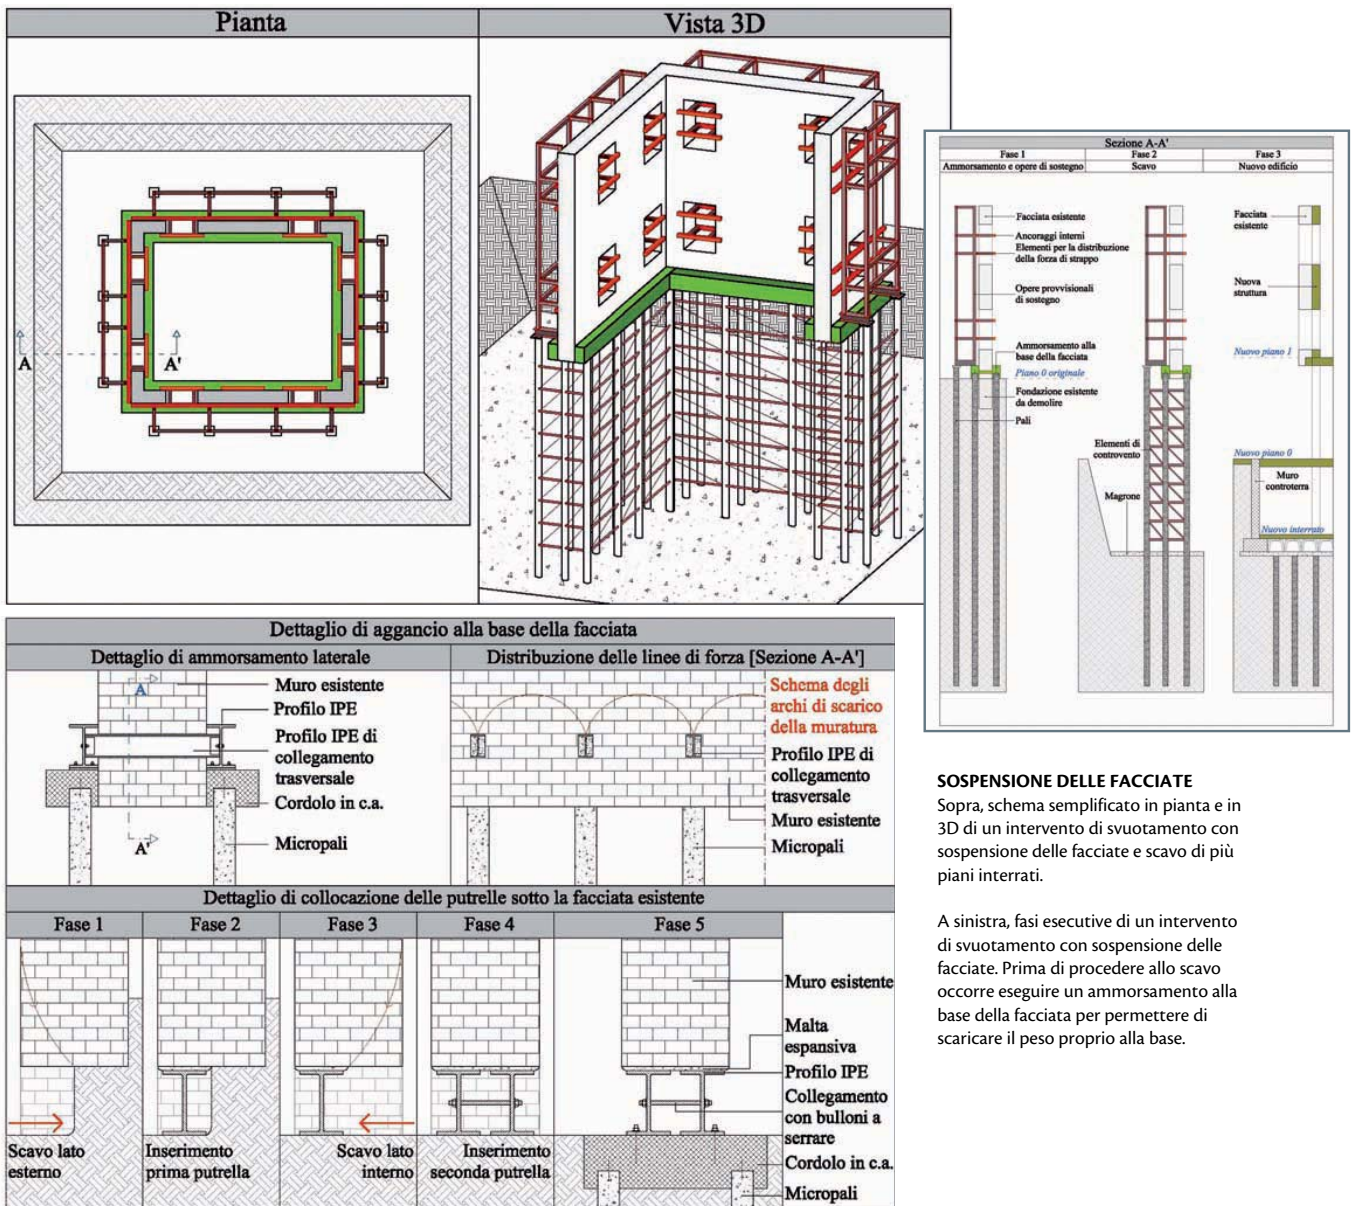 Pianta
Vista 3D
A
A'
Sezione A-A'
Fase 1
Fase 2
Fase 3
Ammorsamento e opere di sostegno
Scavo
Nuovo edificio
Facciata esistente
Ancoraggi interni
Elementi per la distribuzione
della forza di strappo
Opere provvisionali
di sostegno
Ammorsamento alla
base della facciata
Piano 0 originale
Fondazione esistente
da demolire
Pali
Elementi di
controvento
Magrone
Facciata
esistente
Nuova
struttura
Nuovo piano 1
Nuovo piano 0
Muro
controterra
Nuovo interrato
Dettaglio di aggancio alla base della facciata
Dettaglio di ammorsamento laterale
Distribuzione delle linee di forza [Sezione A-A']
A
A'
Muro esistente
Profilo IPE
Profilo IPE di
collegamento
trasversale
Cordolo in c.a.
Micropali
Schema degli
archi di scarico
della muratura
Profilo IPE di
collegamento
trasversale
Muro esistente
Micropali
Dettaglio di collocazione delle putrelle sotto la facciata esistente
Fase 1
Fase 2
Fase 3
Fase 4
Fase 5
Scavo lato
esterno
Inserimento
prima putrella
Scavo lato
interno
Inserimento
seconda putrella
Muro esistente
Malta
espansiva
Profilo IPE
Collegamento
con bulloni a
serrare
Cordolo in c.a.
Micropali
SOSPENSIONE DELLE FACCIATE
Sopra, schema semplificato in pianta e in
3D di un intervento di svuotamento con
sospensione delle facciate e scavo di più
piani interrati.
A sinistra, fasi esecutive di un intervento
di svuotamento con sospensione delle
facciate. Prima di procedere allo scavo
occorre eseguire un ammorsamento alla
base della facciata per permettere di
scaricare il peso proprio alla base.